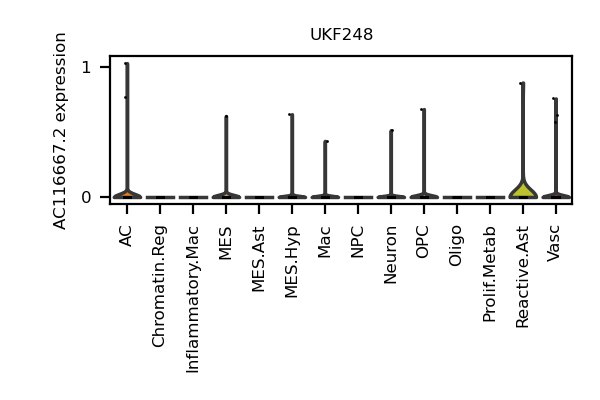 UKF248
AC116667.2 expression
1
0
AC
Chromatin.Reg
Inflammatory.Mac
MES
MES.Ast
MES.Hyp
Mac
NPC
Neuron
OPC
Oligo
Prolif.Metab
Reactive.Ast
Vasc